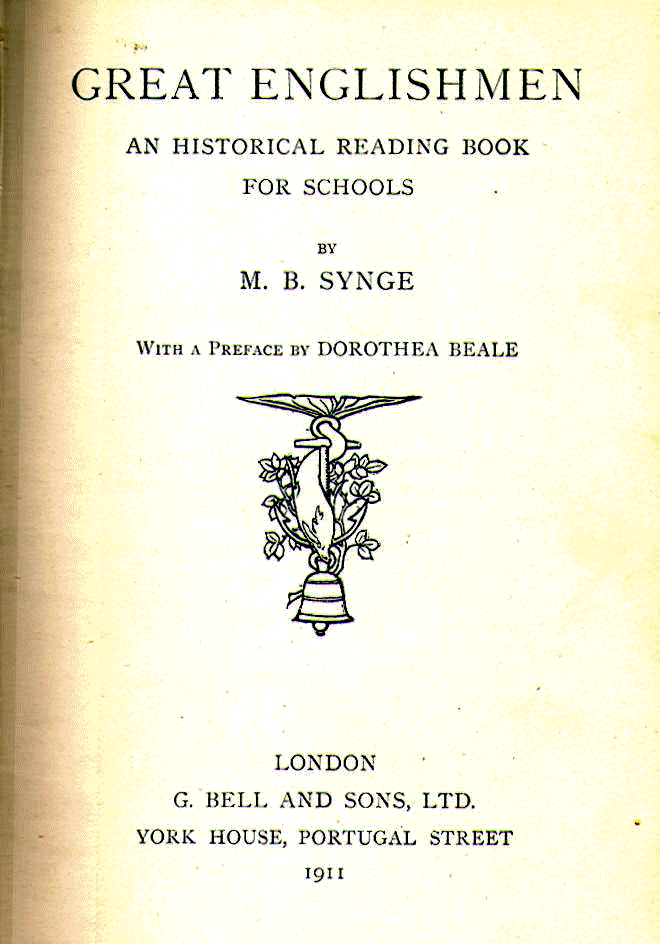 GREAT ENGLISHMEN
AN HISTORICAL READING BOOK
FOR SCHOOLS
BY
M. B. SYNGE
WITH A PREFACE BY DOROTHEA BEALE
LONDON
G. BELL AND SONS, LTD.
YORK HOUSE, PORTUGAL STREET
1911